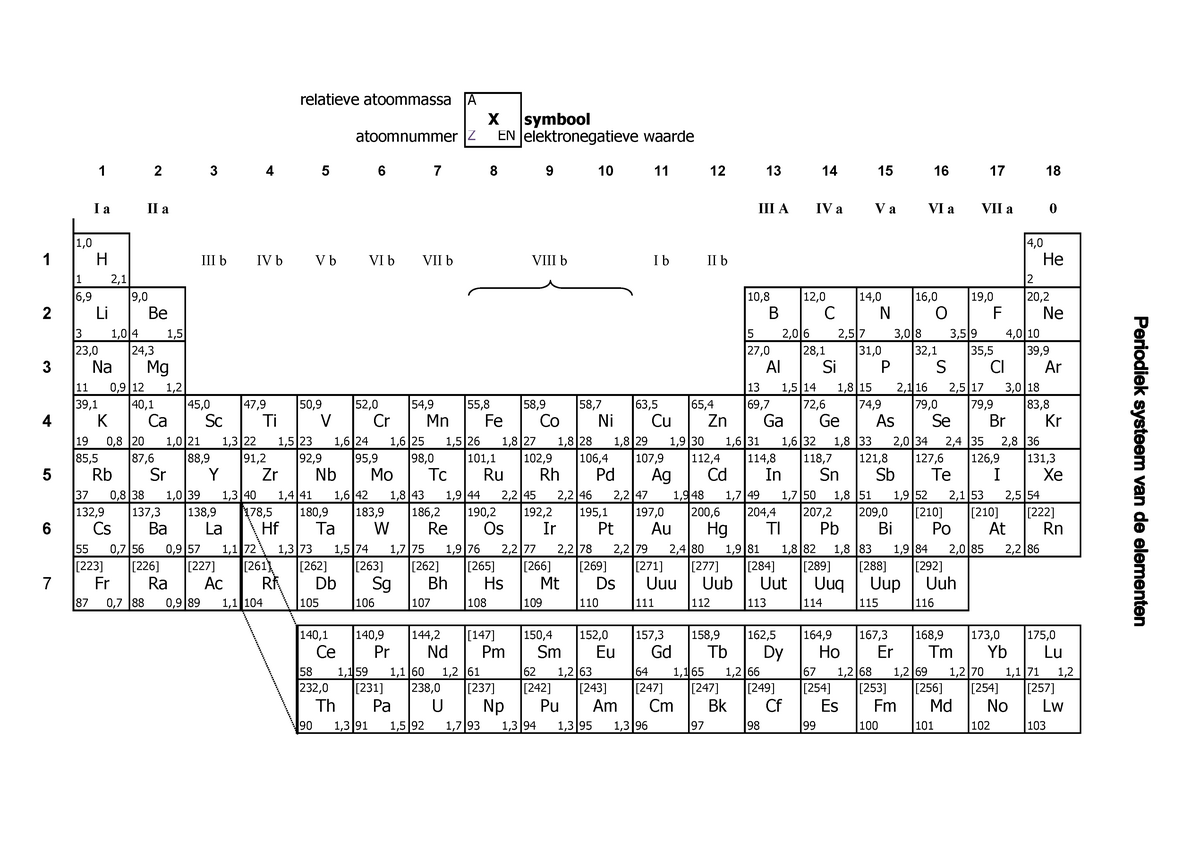 relatieve atoommassa A
X symbool
atoomnummer Z EN elektronegatieve waarde
1 2 3 4 5 6 7 8 9 10 11 12 13 14 15 16 17 18
I a II a III A IV a V a VI a VII a 0
1,0 4,0
1 H III b IV b V b VI b VII b VIII b I b II b He
1 2,1 2
6,9 9,0 10,8 12,0 14,0 16,0 19,0 20,2
2 Li Be B C N O F Ne
3 1,0 4 1,5 5 2,0 6 2,5 7 3,0 8 3,5 9 4,0 10
23,0 24,3 27,0 28,1 31,0 32,1 35,5 39,9
3 Na Mg Al Si P S Cl Ar
11 0,9 12 1,2 13 1,5 14 1,8 15 2,1 16 2,5 17 3,0 18
39,1 40,1 45,0 47,9 50,9 52,0 54,9 55,8 58,9 58,7 63,5 65,4 69,7 72,6 74,9 79,0 79,9 83,8
4 K Ca Sc Ti V Cr Mn Fe Co Ni Cu Zn Ga Ge As Se Br Kr
19 0,8 20 1,0 21 1,3 22 1,5 23 1,6 24 1,6 25 1,5 26 1,8 27 1,8 28 1,8 29 1,9 30 1,6 31 1,6 32 1,8 33 2,0 34 2,4 35 2,8 36
85,5 87,6 88,9 91,2 92,9 95,9 98,0 101,1 102,9 106,4 107,9 112,4 114,8 118,7 121,8 127,6 126,9 131,3
5 Rb Sr Y Zr Nb Mo Tc Ru Rh Pd Ag Cd In Sn Sb Te I Xe
37 0,8 38 1,0 39 1,3 40 1,4 41 1,6 42 1,8 43 1,9 44 2,2 45 2,2 46 2,2 47 1,9 48 1,7 49 1,7 50 1,8 51 1,9 52 2,1 53 2,5 54
132,9 137,3 138,9 178,5 180,9 183,9 186,2 190,2 192,2 195,1 197,0 200,6 204,4 207,2 209,0 [210] [210] [222]
6 Cs Ba La Hf Ta W Re Os Ir Pt Au Hg Tl Pb Bi Po At Rn
55 0,7 56 0,9 57 1,1 72 1,3 73 1,5 74 1,7 75 1,9 76 2,2 77 2,2 78 2,2 79 2,4 80 1,9 81 1,8 82 1,8 83 1,9 84 2,0 85 2,2 86
[223] [226] [227] [261] [262] [263] [262] [265] [266] [269] [271] [277] [284] [289] [288] [292]
7 Fr Ra Ac Rf Db Sg Bh Hs Mt Ds Uuu Uub Uut Uuq Uup Uuh
87 0,7 88 0,9 89 1,1 104 105 106 107 108 109 110 111 112 113 114 115 116
140,1 140,9 144,2 [147] 150,4 152,0 157,3 158,9 162,5 164,9 167,3 168,9 173,0 175,0
Ce Pr Nd Pm Sm Eu Gd Tb Dy Ho Er Tm Yb Lu
58 1,1 59 1,1 60 1,2 61 62 1,2 63 64 1,1 65 1,2 66 67 1,2 68 1,2 69 1,2 70 1,1 71 1,2
232,0 [231] 238,0 [237] [242] [243] [247] [247] [249] [254] [253] [256] [254] [257]
Th Pa U Np Pu Am Cm Bk Cf Es Fm Md No Lw
90 1,3 91 1,5 92 1,7 93 1,3 94 1,3 95 1,3 96 97 98 99 100 101 102 103
Periodiek systeem van de elementen